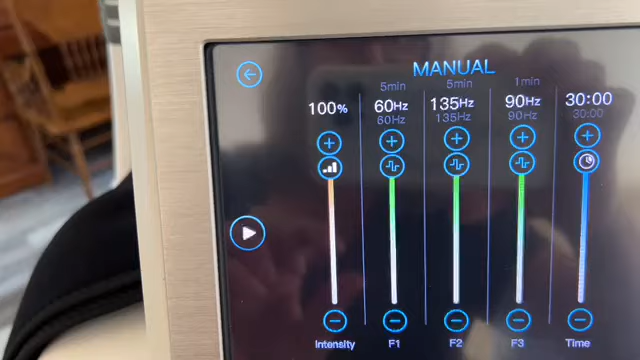 MANUAL
5min 5min 1min
100% 60Hz 135Hz 90Hz 30:00
60Hz 135Hz 90Hz 30:00
Intensity F1 F2 F3 Time